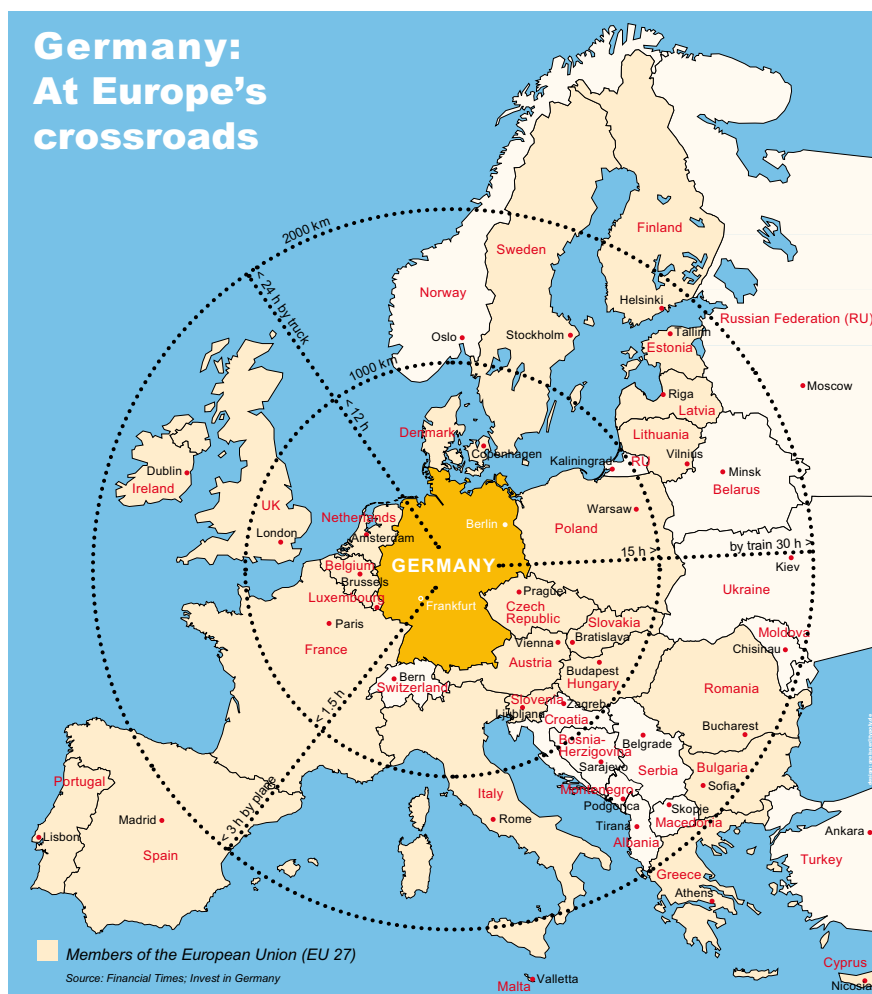 Germany:
At Europe's
crossroads
2000 km
< 24 h by truck
1000 km
< 12 h
Finland
Sweden
Norway
Helsinki
Oslo
Stockholm
Tallinn
Russian Federation (RU)
Estonia
Moscow
Riga
Latvia
Denmark
Lithuania
Copenhagen
Kaliningrad
RU
Vilnius
Dublin
Minsk
Ireland
Belarus
UK
Netherlands
Warsaw
Berlin
Poland
London
Amsterdam
15 h >
by train 30 h >
Belgium
GERMANY
Kiev
Brussels
Prague
Ukraine
Luxembourg
Frankfurt
Czech
Republic
Paris
Slovakia
Moldova
France
Vienna
Bratislava
Chisinau
Austria
Budapest
Bern
Hungary
Switzerland
Romania
Slovenia
Zagreb
Ljubljana
Croatia
< 1.5 h
Bucharest
Bosnia-
Herzigovina
Belgrade
Sarajevo
Serbia
Bulgaria
Portugal
Sofia
Montenegro
Italy
Podgorica
Skopje
< 3 h by plane
Madrid
Rome
Macedonia
Tirana
Lisbon
Ankara
Albania
Spain
Turkey
Greece
Athens
Members of the European Union (EU 27)
Cyprus
Source: Financial Times; Invest in Germany
Malta
Valletta
Nicosia